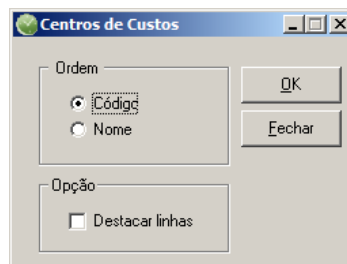 Centros de Custos
Ordem
Código
Nome
OK
Fechar
Opção
Destacar linhas